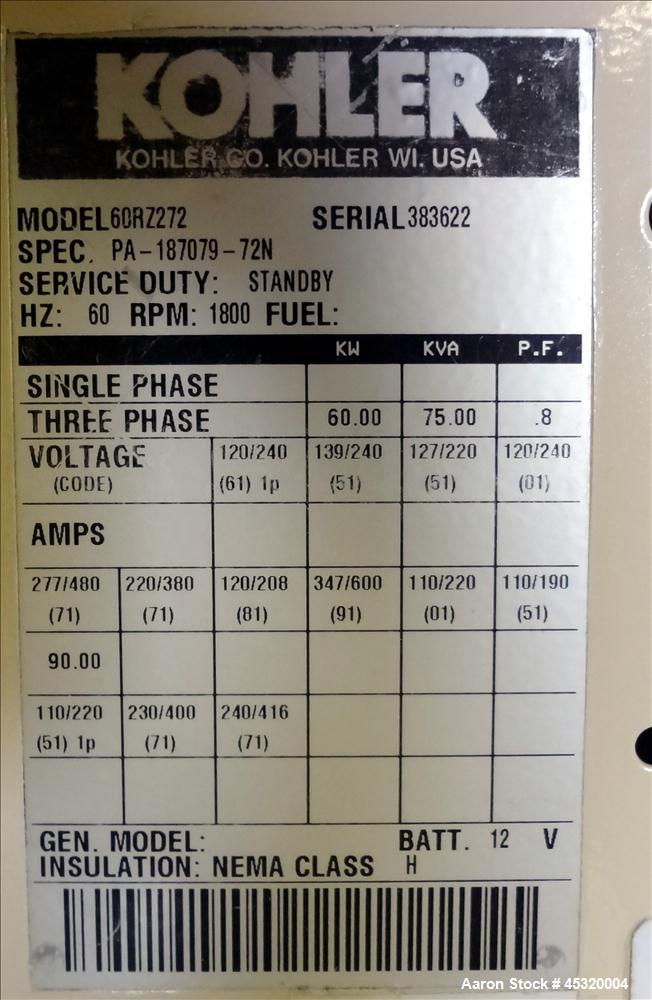 KOHLER
KOHLER CO. KOHLER WI. USA
MODEL 60RZ272 SERIAL 383622
SPEC. PA-187079-72N
SERVICE DUTY: STANDBY
HZ: 60 RPM: 1800 FUEL:
KW KVA P.F.
SINGLE PHASE
THREE PHASE 60.00 75.00 .8
VOLTAGE 120/240 139/240 127/220 120/240
(CODE) (61) 1p (51) (51) (01)
AMPS
277/480 220/380 120/208 347/600 110/220 110/190
(71) (71) (81) (91) (01) (51)
90.00
110/220 230/400 240/416
(51) 1p (71) (71)
GEN. MODEL: BATT. 12 V
INSULATION: NEMA CLASS H
Aaron Stock # 45320004